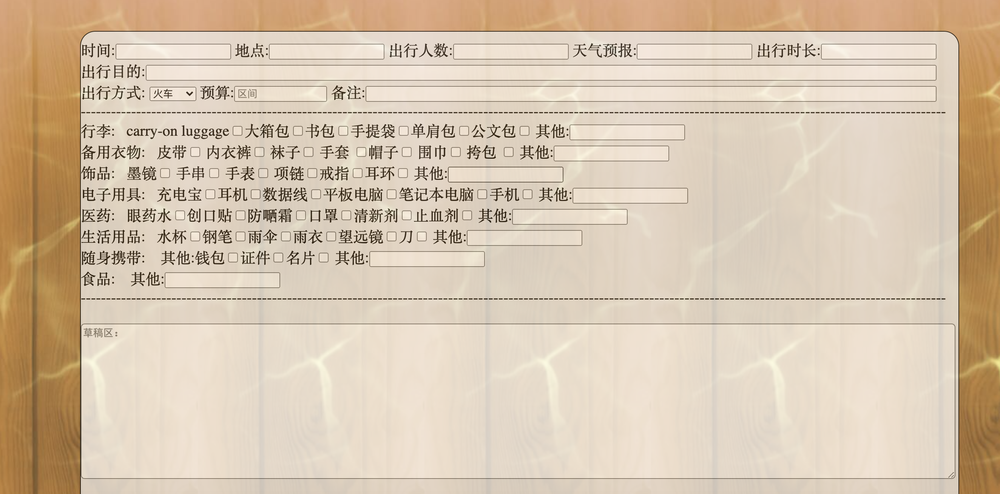 时间: 地点: 出行人数: 天气预报: 出行时长:
出行目的:
出行方式: 火车 预算: 区间 备注:
行李: carry-on luggage 大箱包 书包 手提袋 单肩包 公文包 其他:
备用衣物: 皮带 内衣裤 袜子 手套 帽子 围巾 挎包 其他:
饰品: 墨镜 手串 手表 项链 戒指 耳环 其他:
电子用具: 充电宝 耳机 数据线 平板电脑 笔记本电脑 手机 其他:
医药: 眼药水 创口贴 防嗮霜 口罩 清新剂 止血剂 其他:
生活用品: 水杯 钢笔 雨伞 雨衣 望远镜 刀 其他:
随身携带: 其他:钱包 证件 名片 其他:
食品: 其他:
草稿区：